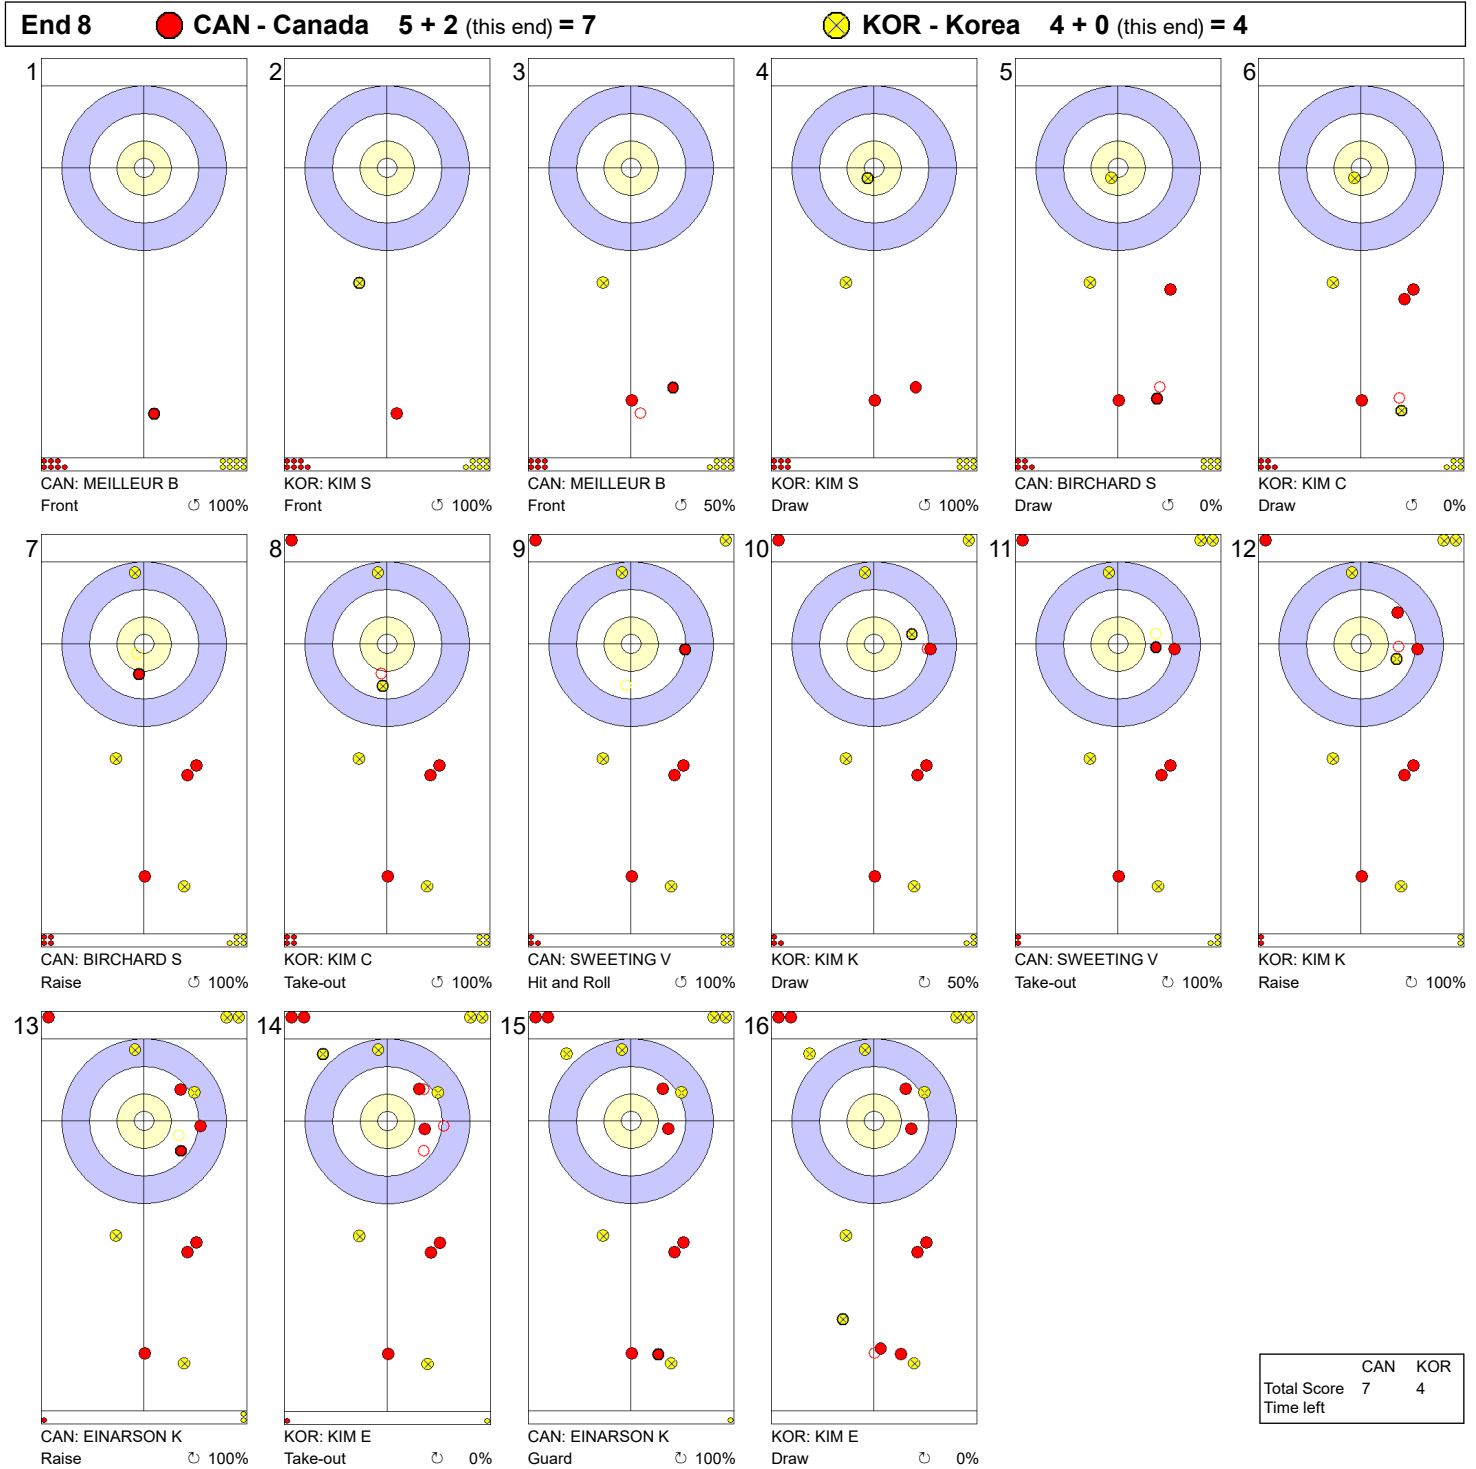 End 8 CAN - Canada 5 + 2 (this end) = 7 KOR - Korea 4 + 0 (this end) = 4
1 2 3 4 5 6
CAN: MEILLEUR B KOR: KIM S CAN: MEILLEUR B KOR: KIM S CAN: BIRCHARD S KOR: KIM C
Front 100% Front 100% Front 50% Draw 100% Draw 0% Draw 0%
7 8 9 10 11 12
CAN: BIRCHARD S KOR: KIM C CAN: SWEETING V KOR: KIM K CAN: SWEETING V KOR: KIM K
Raise 100% Take-out 100% Hit and Roll 100% Draw 50% Take-out 100% Raise 100%
13 14 15 16
CAN KOR
Total Score 7 4
Time left
CAN: EINARSON K KOR: KIM E CAN: EINARSON K KOR: KIM E
Raise 100% Take-out 0% Guard 100% Draw 0%